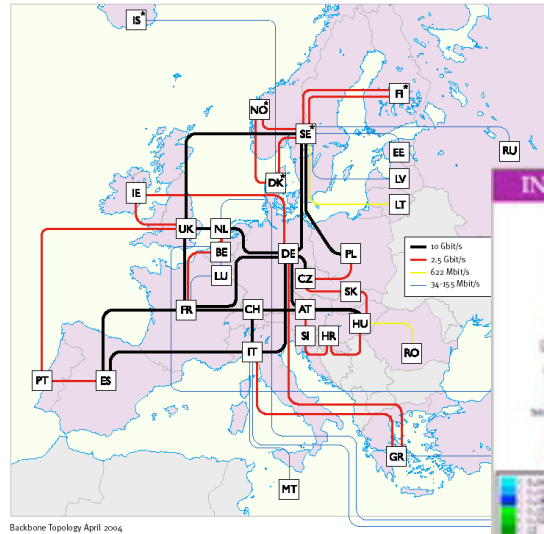 IS*
NO*
FI*
SE*
RU
EE
DK*
LV
IE
LT
UK
NL
BE
DE
PL
LU
CZ
SK
FR
CH
AT
HU
SI
HR
IT
RO
PT
ES
GR
MT
10 Gbit/s
2.5 Gbit/s
622 Mbit/s
34-155 Mbit/s
IN
Backbone Topology April 2004